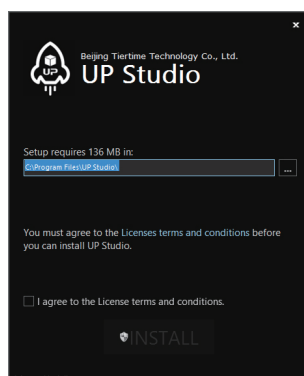 Beijing Tiertime Technology Co., Ltd.
UP Studio
Setup requires 136 MB in:
C:\Program Files\UP Studio\
...
You must agree to the Licenses terms and conditions before
you can install UP Studio.
I agree to the License terms and conditions.
INSTALL